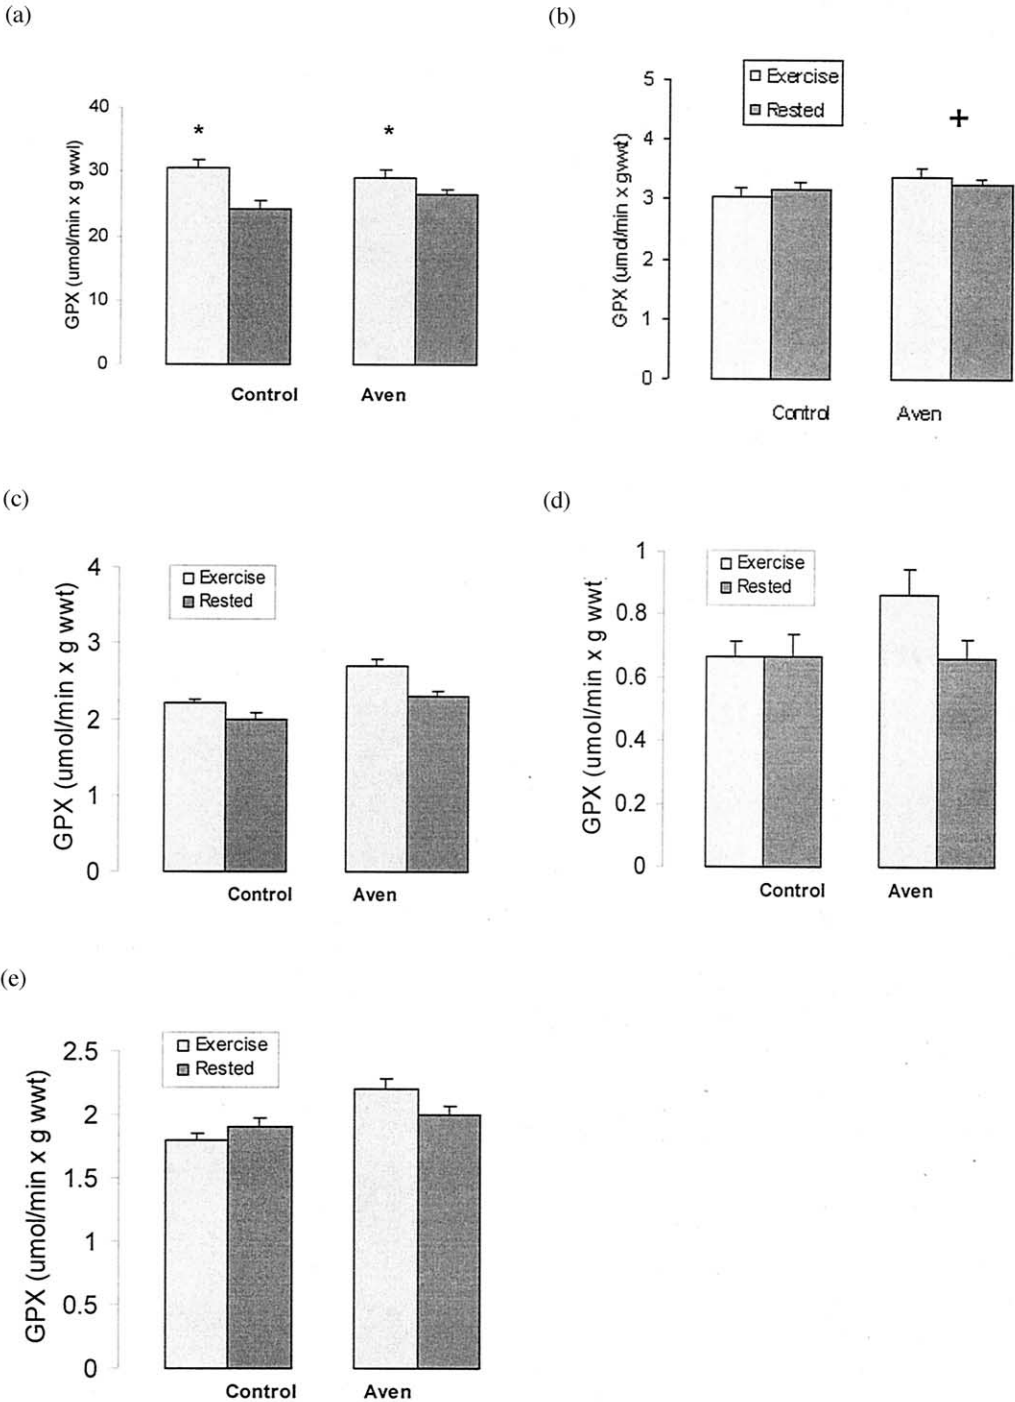 (a)
GPX (umol/min x g wwl)
40
30
20
10
0
*
*
Control
Aven
(b)
GPX (umol/min x gwwt)
5
4
3
2
1
0
Exercise
Rested
+
Control
Aven
(c)
GPX (umol/min x g wwt)
4
3
2
1
0
Exercise
Rested
Control
Aven
(d)
GPX (umol/min x g wwt
1
0.8
0.6
0.4
0.2
0
Exercise
Rested
Control
Aven
(e)
GPX (umol/min x g wwt)
2.5
2
1.5
1
0.5
0
Exercise
Rested
Control
Aven